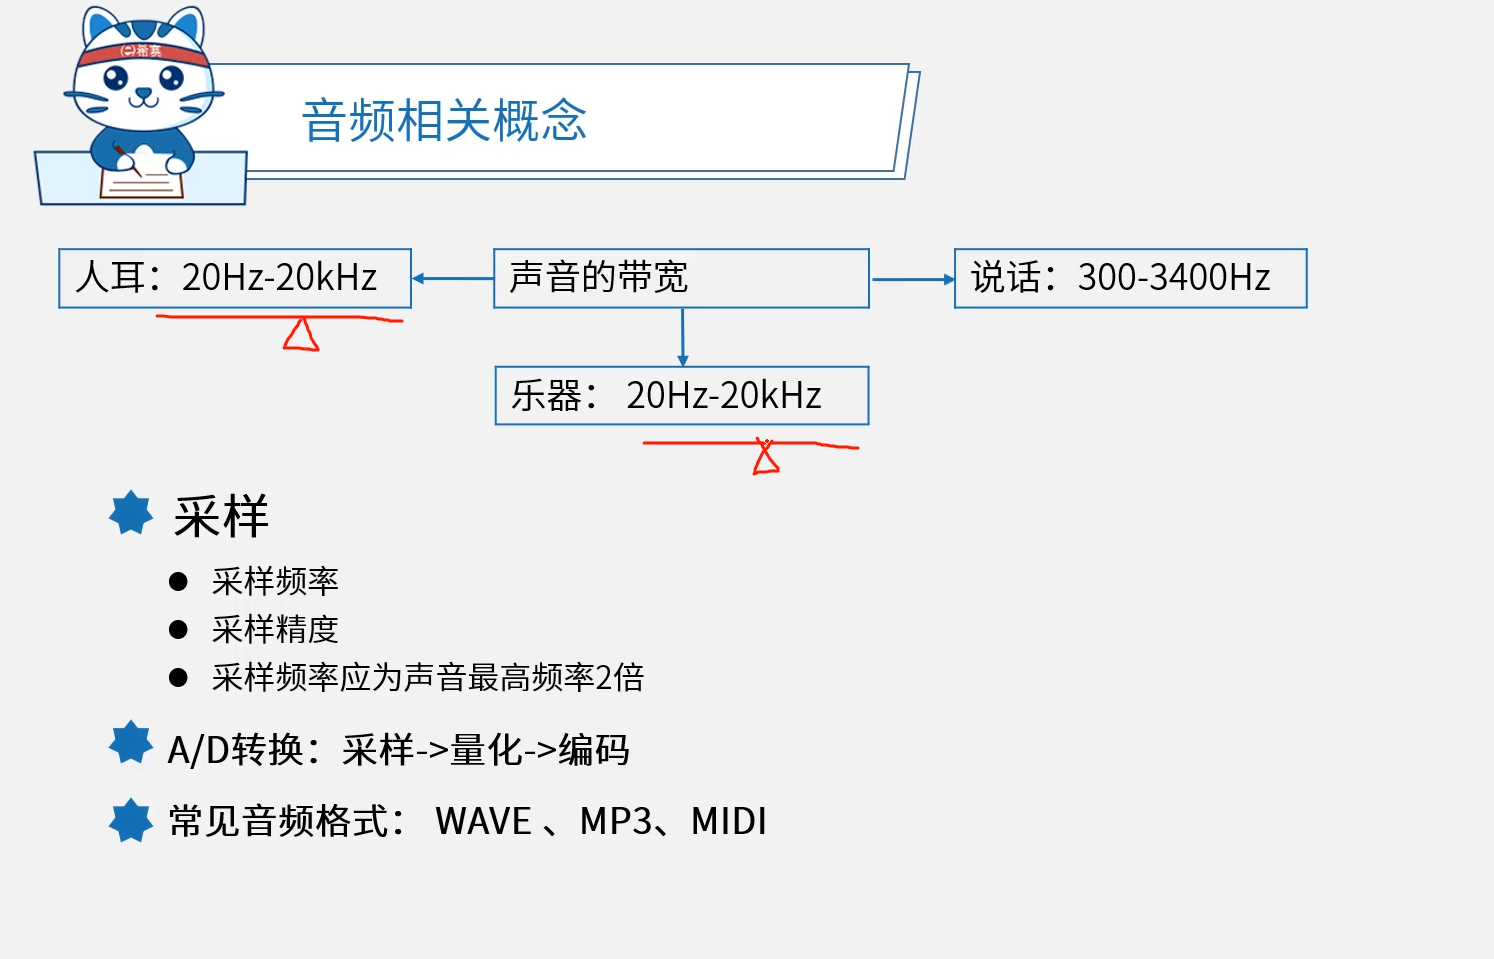 希赛
音频相关概念
人耳：20Hz-20kHz
声音的带宽
说话：300-3400Hz
乐器： 20Hz-20kHz
采样
采样频率
采样精度
采样频率应为声音最高频率2倍
A/D转换：采样->量化->编码
常见音频格式： WAVE 、MP3、MIDI